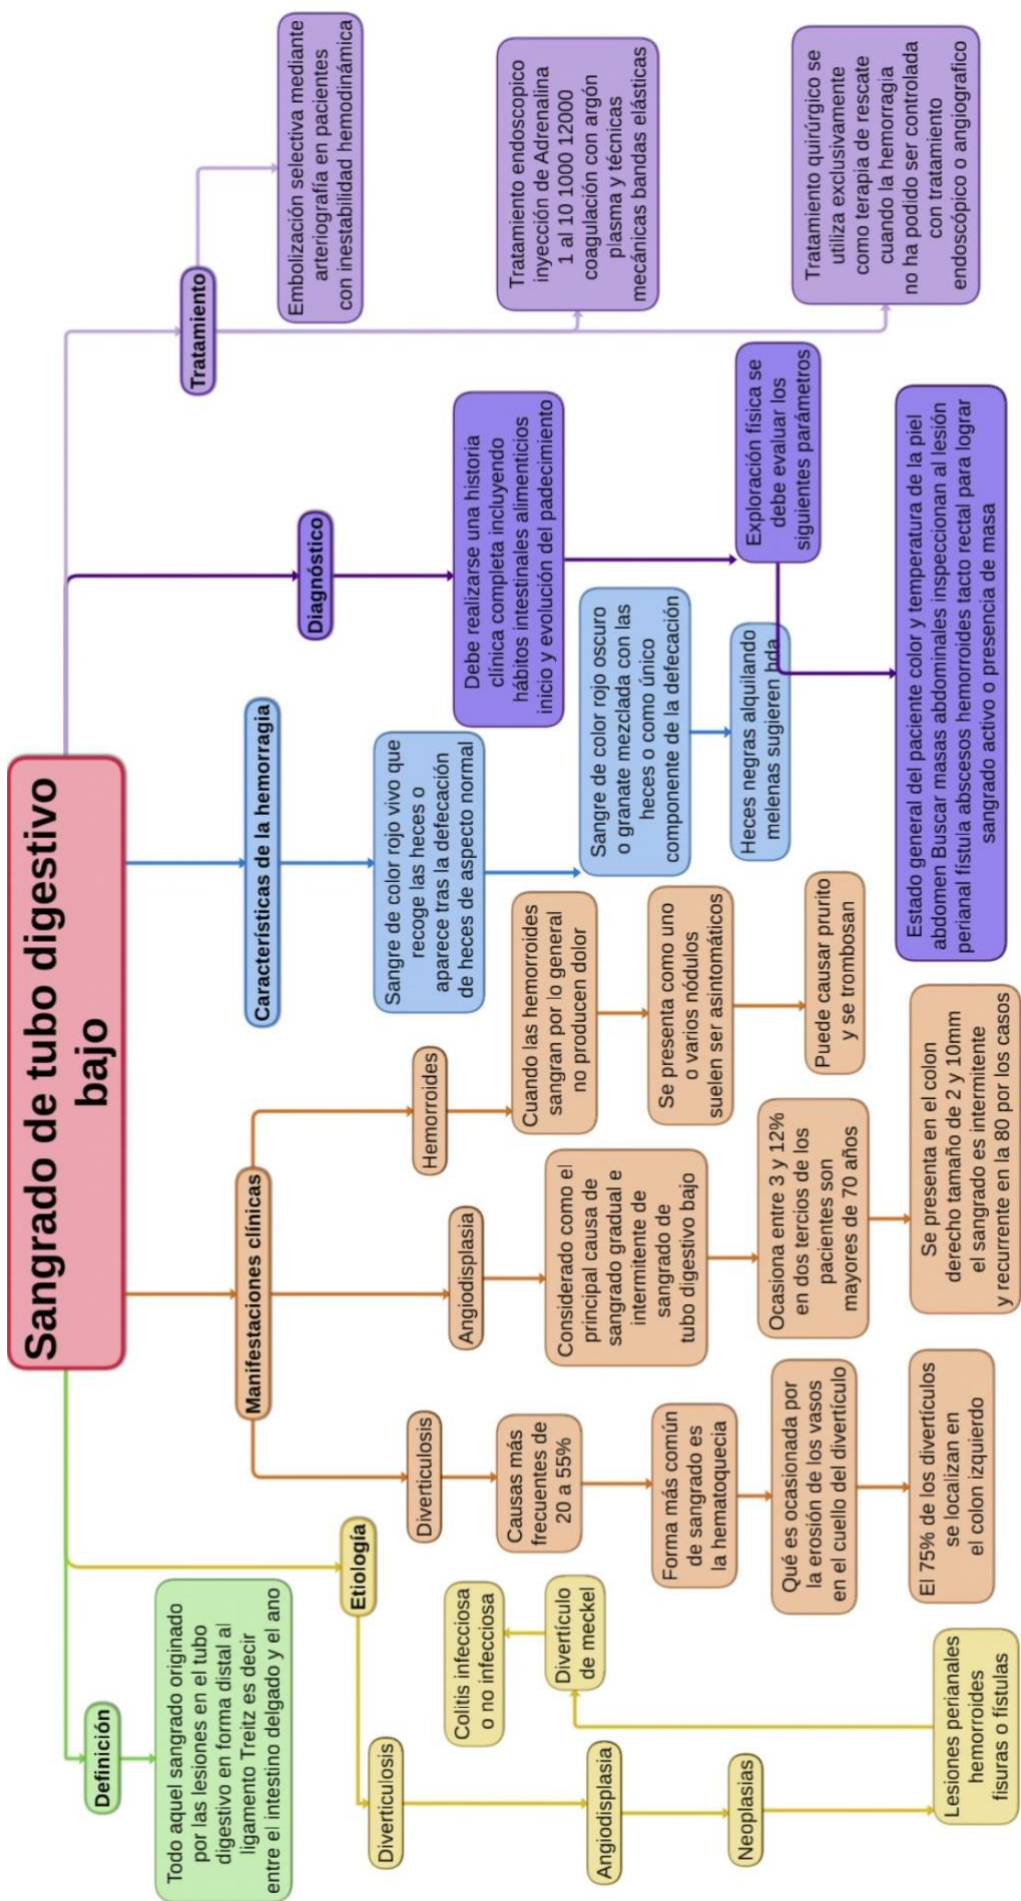 Sangrado de tubo digestivo
bajo
Definición
Todo aquel sangrado originado
por las lesiones en el tubo
digestivo en forma distal al
ligamento Treitz es decir
entre el intestino delgado y el ano
Etiología
Diverticulosis
Angiodisplasia
Neoplasias
Lesiones perianales
hemorroides
fisuras o fístulas
Divertículo
de meckel
Colitis infecciosa
o no infecciosa
Manifestaciones clínicas
Diverticulosis
Causas más
frecuentes de
20 a 55%
Forma más común
de sangrado es
la hematoquecia
Qué es ocasionada por
la erosión de los vasos
en el cuello del divertículo
El 75% de los divertículos
se localizan en
el colon izquierdo
Angiodisplasia
Considerado como el
principal causa de
sangrado gradual e
intermitente de
sangrado de
tubo digestivo bajo
Ocasiona entre 3 y 12%
en dos tercios de los
pacientes son
mayores de 70 años
Se presenta en el colon
derecho tamaño de 2 y 10mm
el sangrado es intermitente
y recurrente en la 80 por los casos
Hemorroides
Cuando las hemorroides
sangran por lo general
no producen dolor
Se presenta como uno
o varios nódulos
suelen ser asintomáticos
Puede causar prurito
y se trombosan
Características de la hemorragia
Sangre de color rojo vivo que
recoge las heces o
aparece tras la defecación
de heces de aspecto normal
Sangre de color rojo oscuro
o granate mezclada con las
heces o como único
componente de la defecación
Heces negras alquilando
melenas sugieren hda
Diagnóstico
Debe realizarse una historia
clínica completa incluyendo
hábitos intestinales alimenticios
inicio y evolución del padecimiento
Exploración física se
debe evaluar los
siguientes parámetros
Estado general del paciente color y temperatura de la piel
abdomen Buscar masas abdominales inspeccionan al lesión
perianal fístula abscesos hemorroides tacto rectal para lograr
sangrado activo o presencia de masa
Tratamiento
Embolización selectiva mediante
arteriografía en pacientes
con inestabilidad hemodinámica
Tratamiento endoscopico
inyección de Adrenalina
1 al 10 1000 12000
coagulación con argón
plasma y técnicas
mecánicas bandas elásticas
Tratamiento quirúrgico se
utiliza exclusivamente
como terapia de rescate
cuando la hemorragia
no ha podido ser controlada
con tratamiento
endoscópico o angiografico